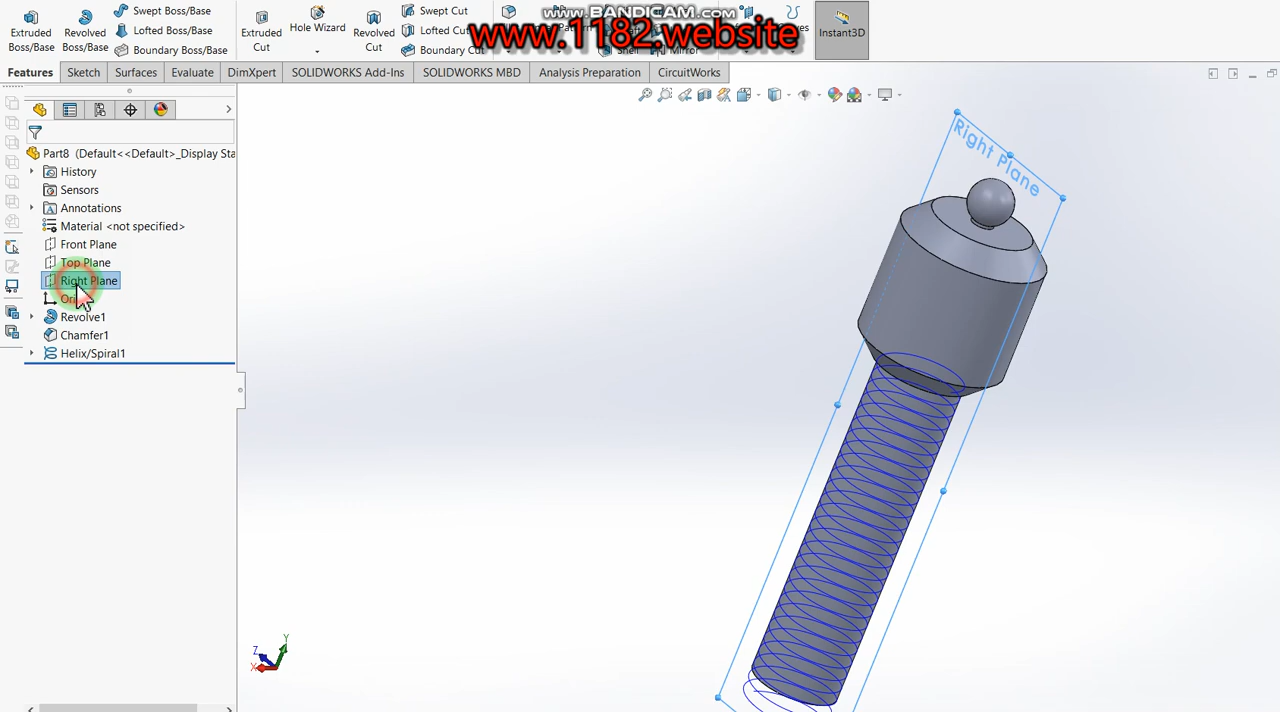 www.BANDICAM.com
www.1182.website
Extruded Boss/Base
Revolved Boss/Base
Swept Boss/Base
Lofted Boss/Base
Boundary Boss/Base
Extruded Cut
Hole Wizard
Revolved Cut
Swept Cut
Lofted Cut
Boundary Cut
Shell
Mirror
Instant3D
Features
Sketch
Surfaces
Evaluate
DimXpert
SOLIDWORKS Add-Ins
SOLIDWORKS MBD
Analysis Preparation
CircuitWorks
Part8 (Default<<Default>_Display Sta
History
Sensors
Annotations
Material <not specified>
Front Plane
Top Plane
Right Plane
Ori
Revolve1
Chamfer1
Helix/Spiral1
Right Plane
Y
Z
X